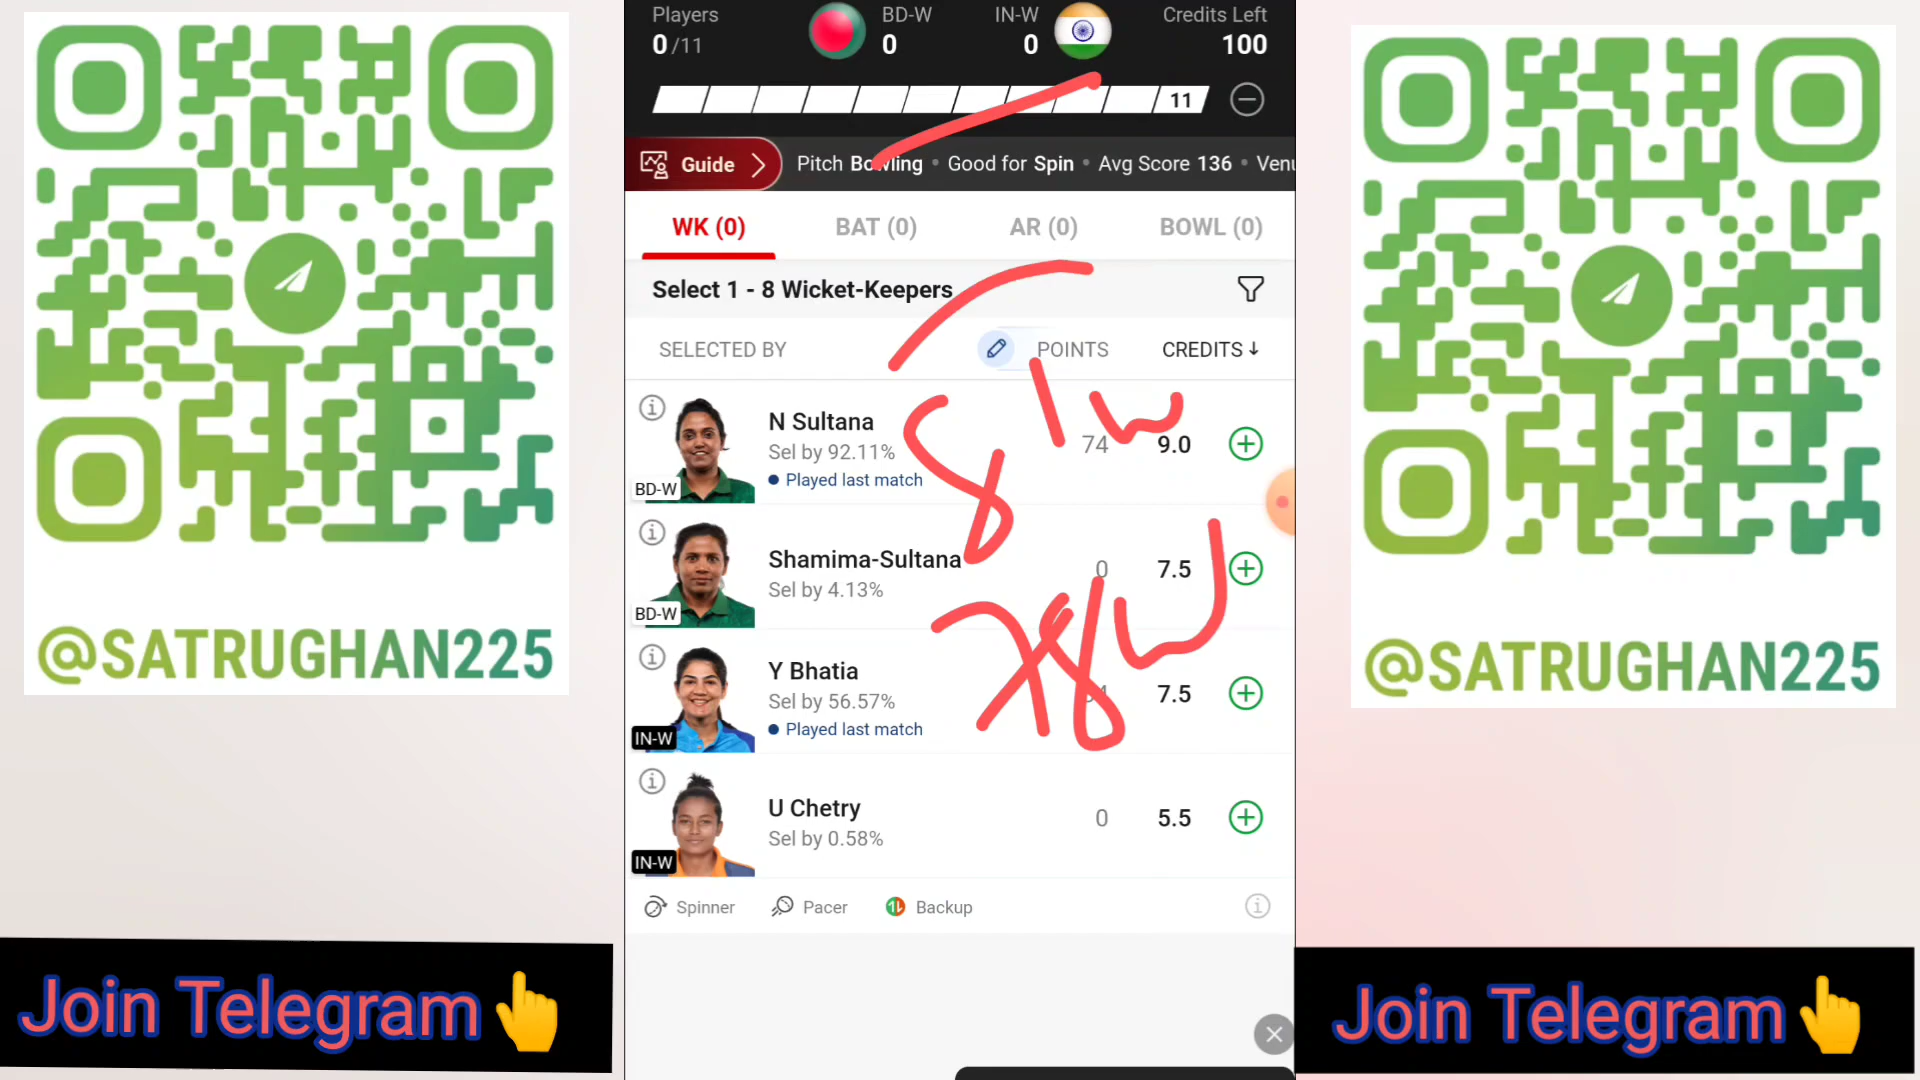 @SATRUGHAN225
Join Telegram
Players
0/11
BD-W
0
IN-W
0
Credits Left
100
11
Guide
Pitch Bowling • Good for Spin • Avg Score 136 • Venu
WK (0)
BAT (0)
AR (0)
BOWL (0)
Select 1 - 8 Wicket-Keepers
SELECTED BY
POINTS
CREDITS↓
N Sultana
Sel by 92.11%
Played last match
BD-W
74
9.0
Shamima-Sultana
Sel by 4.13%
BD-W
0
7.5
Y Bhatia
Sel by 56.57%
Played last match
IN-W
7.5
U Chetry
Sel by 0.58%
IN-W
0
5.5
Spinner
Pacer
Backup
@SATRUGHAN225
Join Telegram